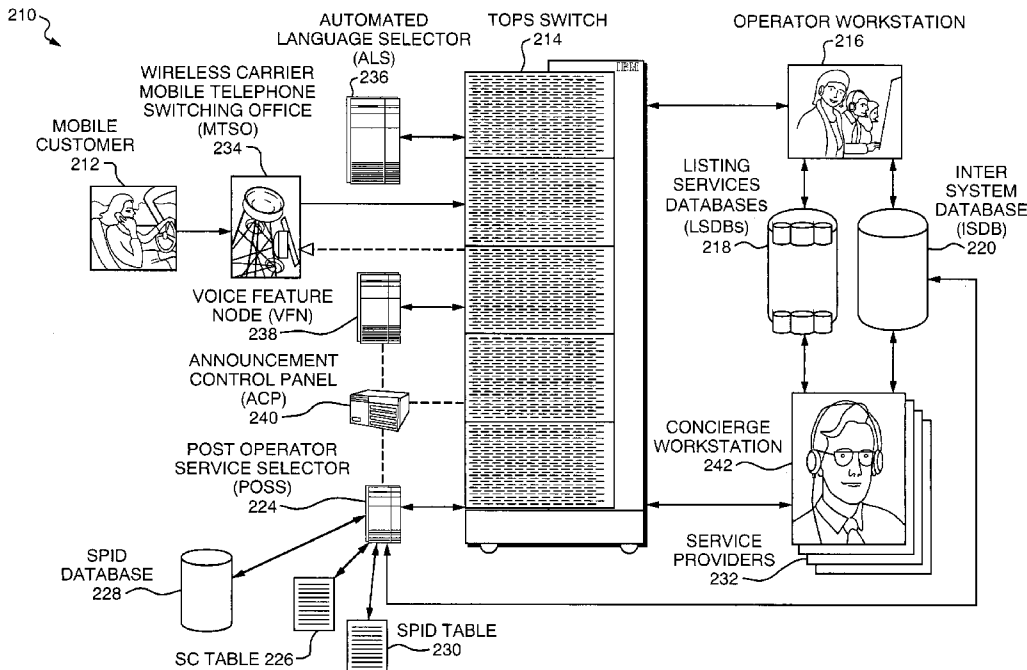 210
AUTOMATED
LANGUAGE SELECTOR
(ALS)
236
TOPS SWITCH
214
OPERATOR WORKSTATION
216
WIRELESS CARRIER
MOBILE TELEPHONE
SWITCHING OFFICE
(MTSO)
234
IBM
MOBILE
CUSTOMER
212
LISTING
SERVICES
DATABASES
(LSDBs)
218
INTER
SYSTEM
DATABASE
(ISDB)
220
VOICE FEATURE
NODE (VFN)
238
ANNOUNCEMENT
CONTROL PANEL
(ACP)
240
CONCIERGE
WORKSTATION
242
POST OPERATOR
SERVICE SELECTOR
(POSS)
224
SERVICE
PROVIDERS
232
SPID
DATABASE
228
SC TABLE 226
SPID TABLE
230